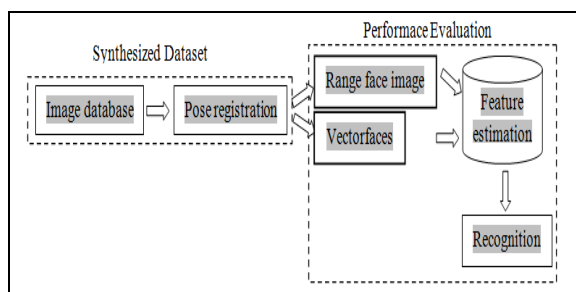 Performace Evaluation
Synthesized Dataset
Range face image
Image database
Pose registration
Feature
estimation
Vectorfaces
Recognition